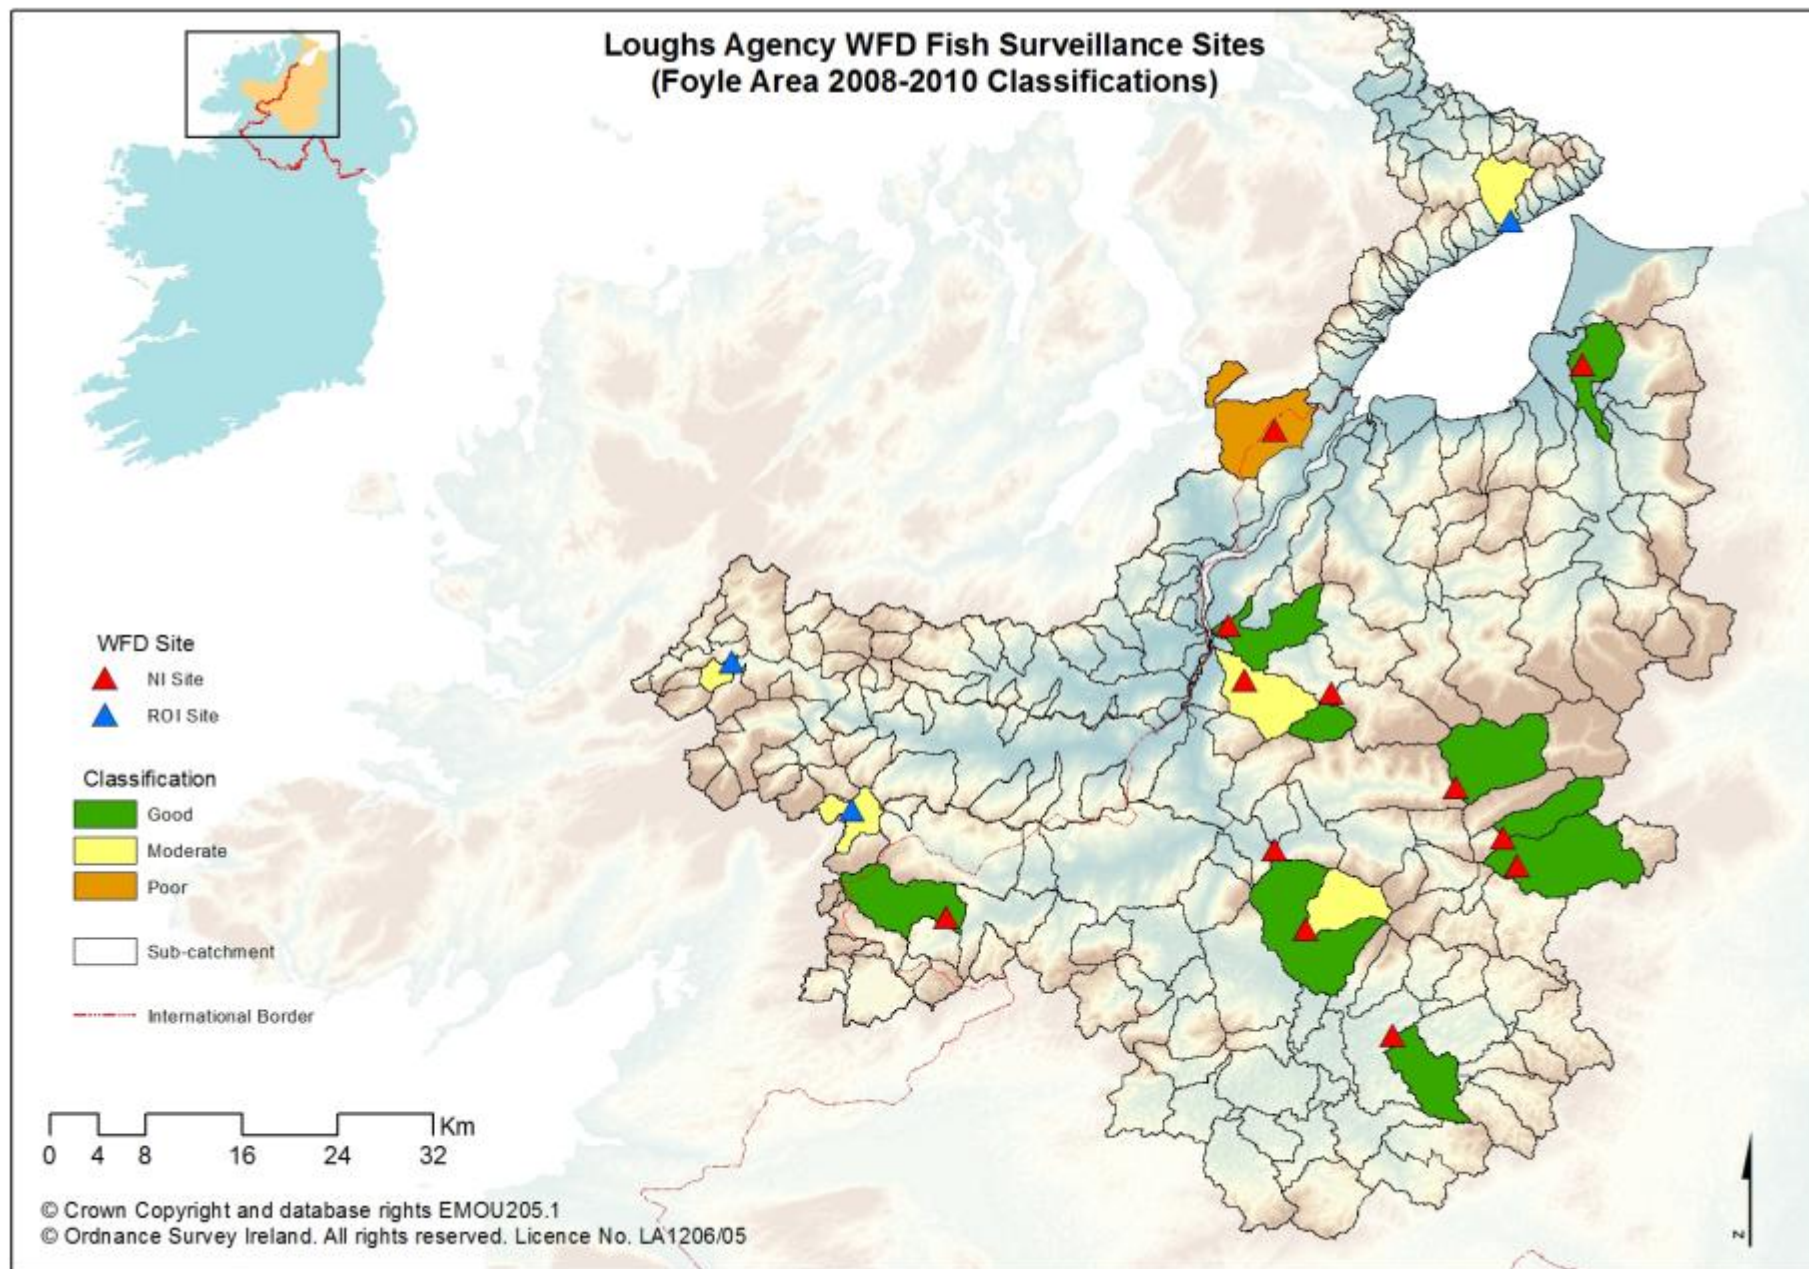 Loughs Agency WFD Fish Surveillance Sites
(Foyle Area 2008-2010 Classifications)
WFD Site
NI Site
ROI Site
Classification
Good
Moderate
Poor
Sub-catchment
International Border
0 4 8 16 24 32 Km
© Crown Copyright and database rights EMOU205.1
© Ordnance Survey Ireland. All rights reserved. Licence No. LA1206/05
N